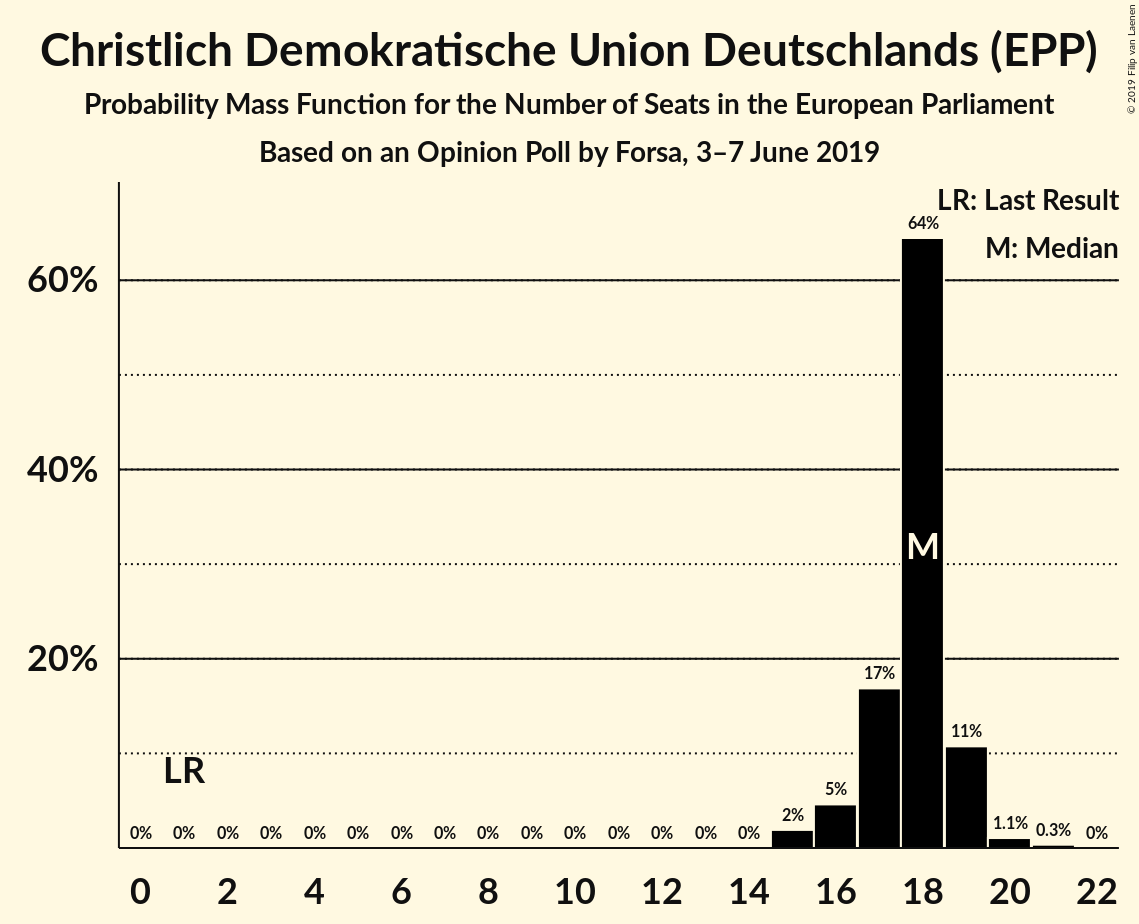 Christlich Demokratische Union Deutschlands (EPP)
Probability Mass Function for the Number of Seats in the European Parliament
Based on an Opinion Poll by Forsa, 3–7 June 2019
© 2019 Filip van Laenen
LR: Last Result
M: Median
64%
60%
40%
M
20%
17%
11%
LR
5%
2%
1.1%
0.3%
0% 0% 0% 0% 0% 0% 0% 0% 0% 0% 0% 0% 0% 0% 0% 0%
0 2 4 6 8 10 12 14 16 18 20 22